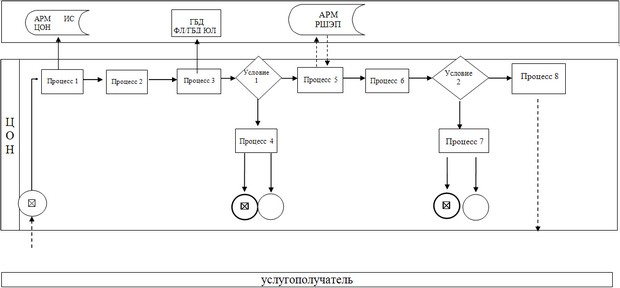 АРМ ИС
ЦОН
ГБД
ФЛ/ГБД ЮЛ
АРМ
РШЭП
Ц
О
Н
Процесс 1
Процесс 2
Процесс 3
Условие
1
Процесс 5
Процесс 6
Условие
2
Процесс 8
Процесс 4
Процесс 7
услугополучатель